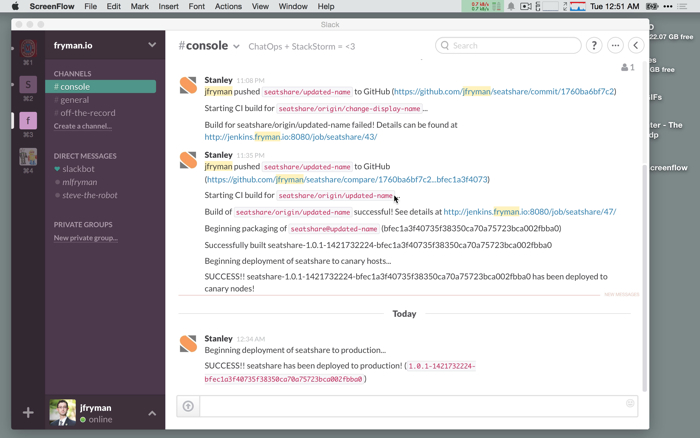 ScreenFlow File Edit Mark Insert Font Actions View Window Help
0.7 kB/s
0.7 kB/s
Tue 12:51 AM
Slack
fryman.io
# console
ChatOps + StackStorm = <3
Search
?
22.07 GB free
GB free
⌘1
⌘2
⌘3
⌘4
S
f
CHANNELS
# console
# general
# off-the-record
Create a channel...
DIRECT MESSAGES
slackbot
mlfryman
steve-the-robot
PRIVATE GROUPS
New private group...
jfryman
online
1
Stanley 11:08 PM
jfryman pushed seatshare/updated-name to GitHub (https://github.com/jfryman/seatshare/commit/1760ba6bf7c2)
Starting CI build for seatshare/origin/change-display-name...
Build for seatshare/origin/updated-name failed! Details can be found at
http://jenkins.fryman.io:8080/job/seatshare/43/
Stanley 11:35 PM
jfryman pushed seatshare/updated-name to GitHub
(https://github.com/jfryman/seatshare/compare/1760ba6bf7c2...bfec1a3f4073)
Starting CI build for seatshare/origin/updated-name...
Build of seatshare/origin/updated-name successful! See details at http://jenkins.fryman.io:8080/job/seatshare/47/
Beginning packaging of seatshare@updated-name (bfec1a3f40735f38350ca70a75723bca002fbba0)
Successfully built seatshare-1.0.1-1421732224-bfec1a3f40735f38350ca70a75723bca002fbba0
Beginning deployment of seatshare to canary hosts...
SUCCESS!! seatshare-1.0.1-1421732224-bfec1a3f40735f38350ca70a75723bca002fbba0 has been deployed to
canary nodes!
NEW MESSAGES
Today
Stanley 12:34 AM
Beginning deployment of seatshare to production...
SUCCESS!! seatshare has been deployed to production! (1.0.1-1421732224-
bfec1a3f40735f38350ca70a75723bca002fbba0)
GIFs
ter - The
dp
creenflow